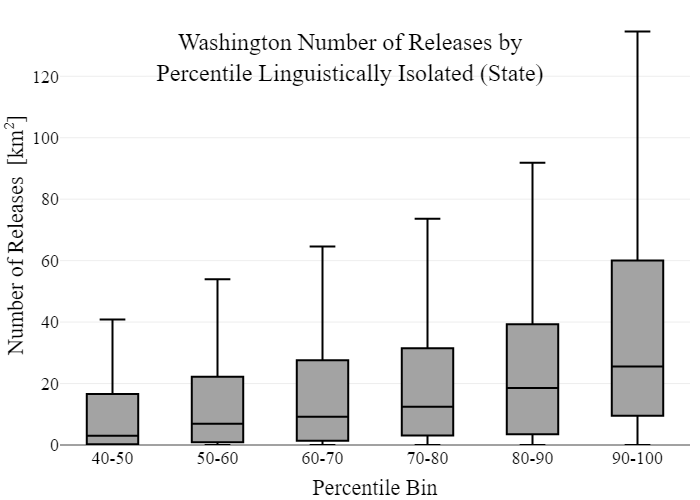 Washington Number of Releases by
Percentile Linguistically Isolated (State)
Number of Releases [km²]
120
100
80
60
40
20
0
40-50 50-60 60-70 70-80 80-90 90-100
Percentile Bin